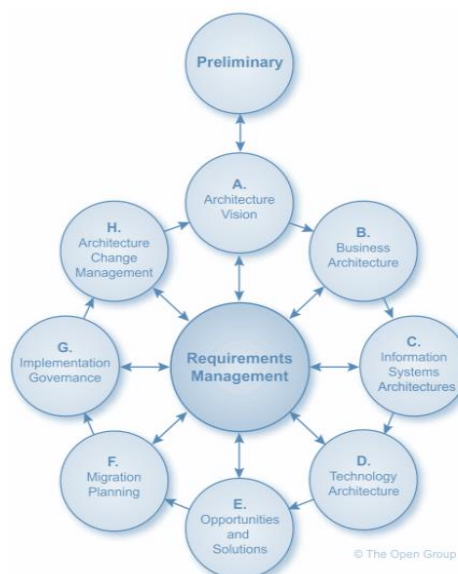 Preliminary
A.
Architecture
Vision
B.
Business
Architecture
C.
Information
Systems
Architectures
D.
Technology
Architecture
E.
Opportunities
and
Solutions
F.
Migration
Planning
G.
Implementation
Governance
H.
Architecture
Change
Management
Requirements
Management
© The Open Group